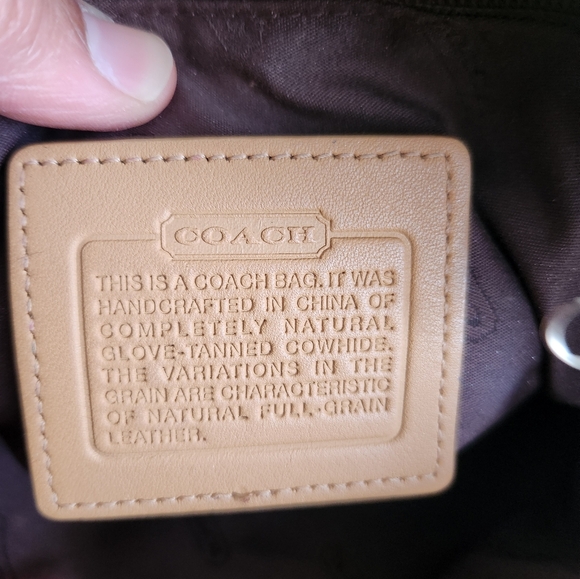 COACH
THIS IS A COACH BAG. IT WAS
HANDCRAFTED IN CHINA OF
COMPLETELY NATURAL
GLOVE-TANNED COWHIDE.
THE VARIATIONS IN THE
GRAIN ARE CHARACTERISTIC
OF NATURAL FULL-GRAIN
LEATHER.